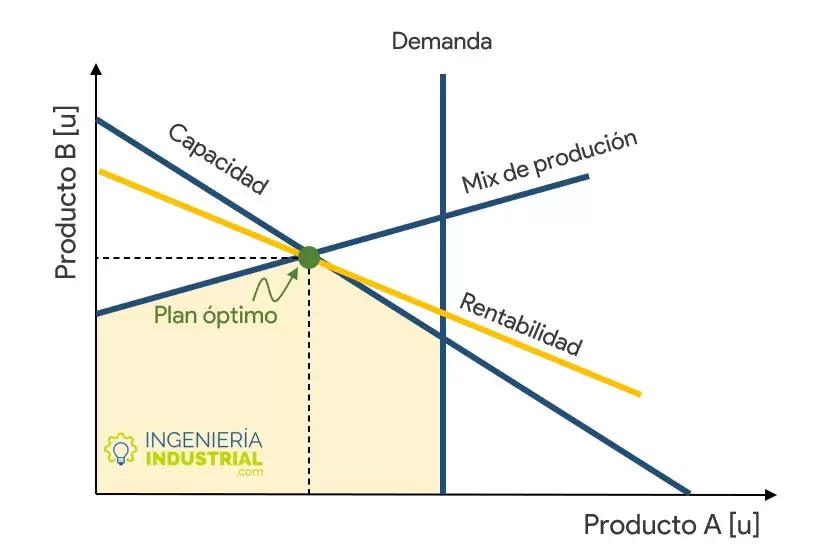 Demanda
Producto B [u]
Capacidad
Mix de produción
Plan óptimo
Rentabilidad
INGENIERÍA
INDUSTRIAL
.com
Producto A [u]